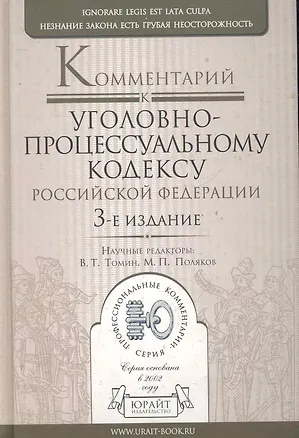 IGNORARE LEGIS EST LATA CULPA
НЕЗНАНИЕ ЗАКОНА ЕСТЬ ГРУБАЯ НЕОСТОРОЖНОСТЬ
КОММЕНТАРИЙ
К
УГОЛОВНО-
ПРОЦЕССУАЛЬНОМУ
КОДЕКСУ
РОССИЙСКОЙ ФЕДЕРАЦИИ
3-Е ИЗДАНИЕ
НАУЧНЫЕ РЕДАКТОРЫ:
В. Т. ТОМИН, М. П. ПОЛЯКОВ
ПРОФЕССИОНАЛЬНЫЕ КОММЕНТАРИИ
СЕРИЯ
Серия основана
в 2002
году
ЮРАЙТ
ИЗДАТЕЛЬСТВО
WWW.URAIT-BOOK.RU